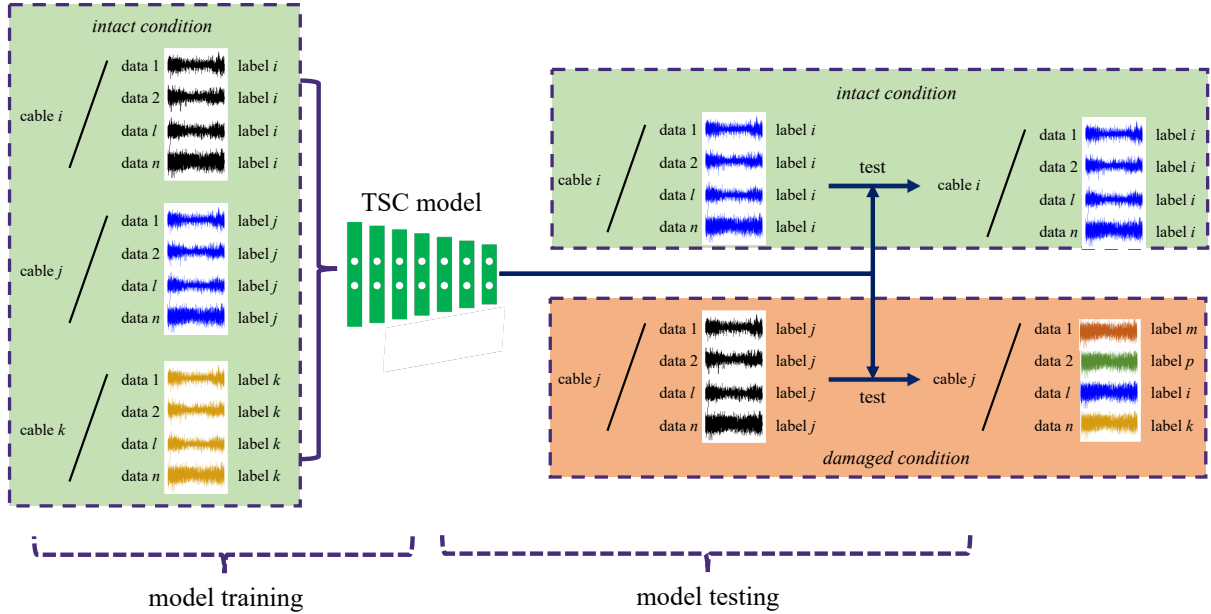 intact condition
cable i
data 1 label i
data 2 label i
data l label i
data n label i
cable j
data 1 label j
data 2 label j
data l label j
data n label j
cable k
data 1 label k
data 2 label k
data l label k
data n label k
TSC model
intact condition
cable i
data 1 label i
data 2 label i
data l label i
data n label i
test
cable i
data 1 label i
data 2 label i
data l label i
data n label i
cable j
data 1 label j
data 2 label j
data l label j
data n label j
test
cable j
data 1 label m
data 2 label p
data l label i
data n label k
damaged condition
model training
model testing